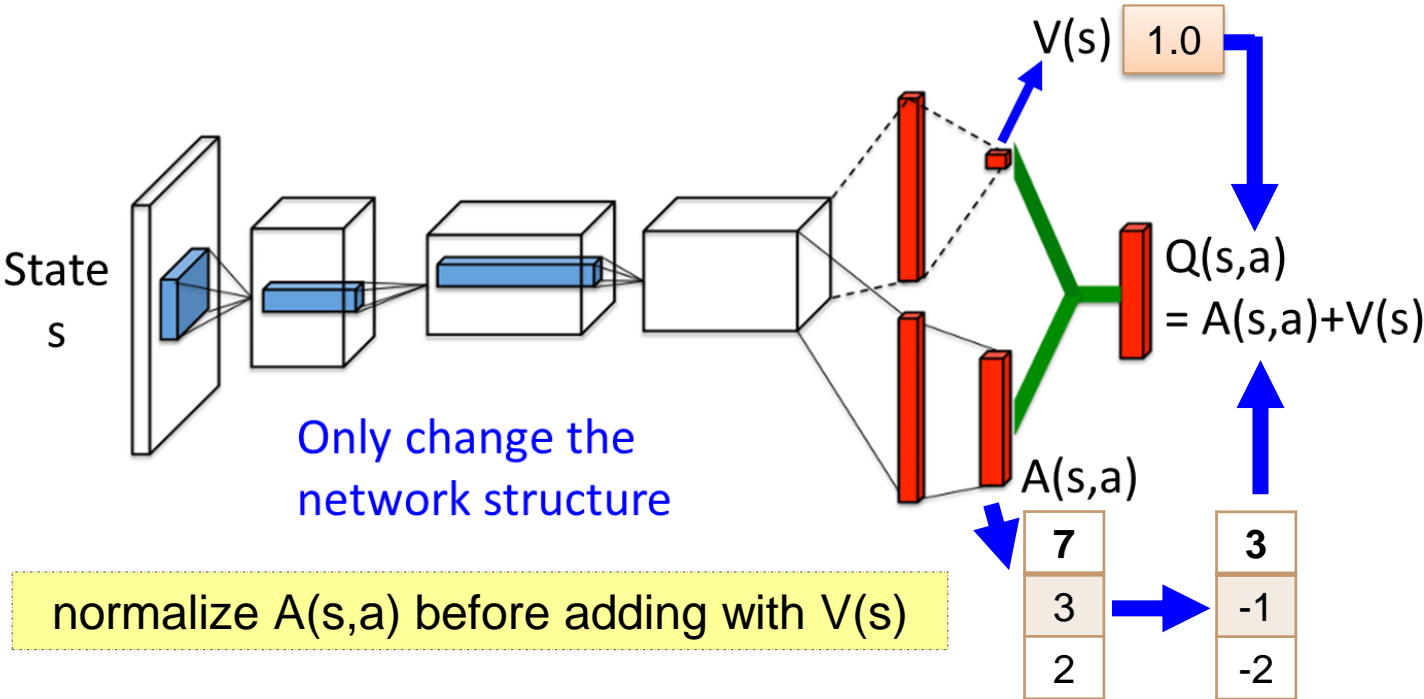 V(s) 1.0
State
s
Q(s,a)
= A(s,a)+V(s)
Only change the
network structure
A(s,a)
normalize A(s,a) before adding with V(s)
7 3
3 -1
2 -2